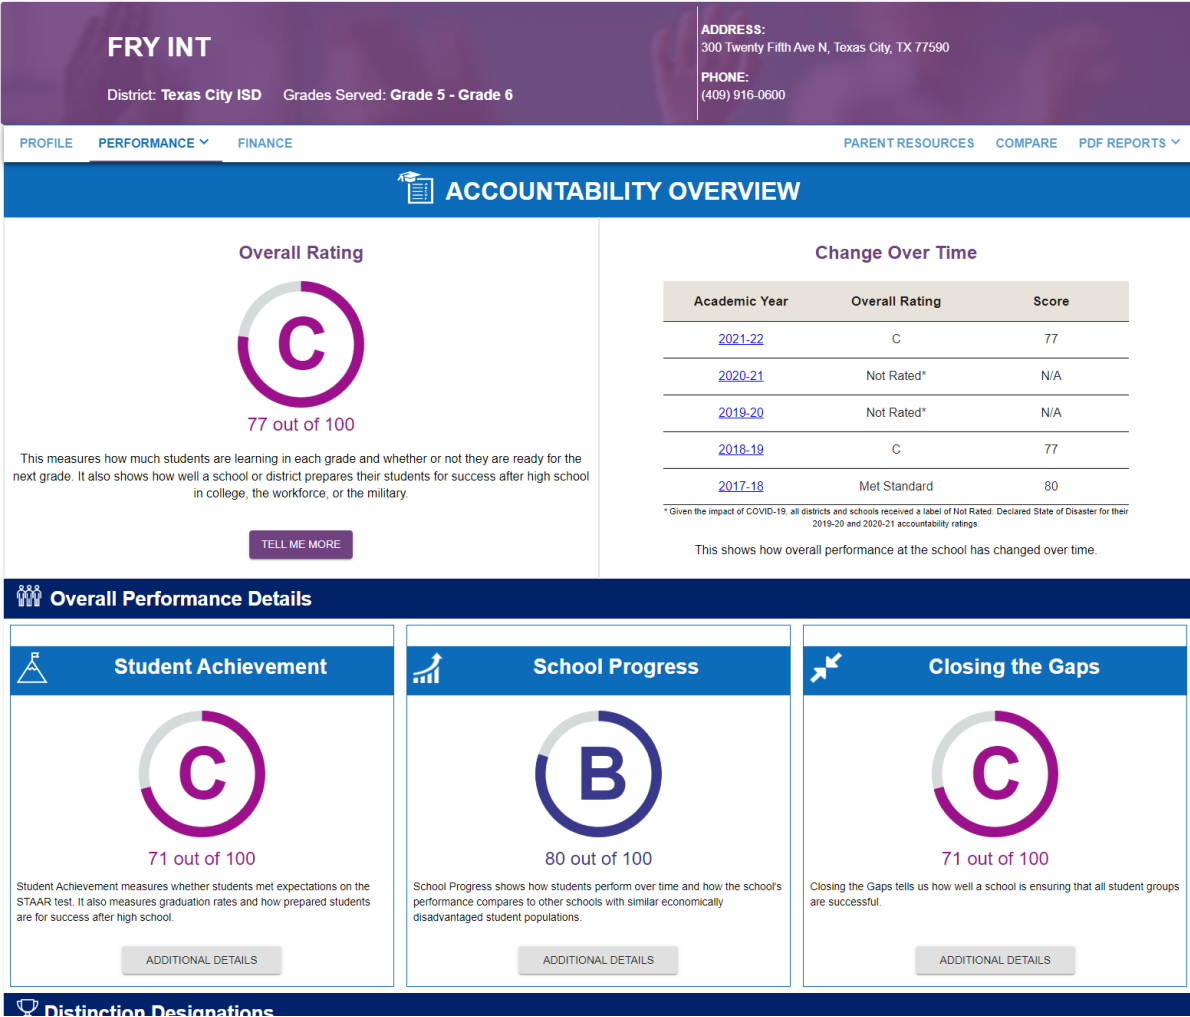 FRY INT
District: Texas City ISD Grades Served: Grade 5 - Grade 6
ADDRESS:
300 Twenty Fifth Ave N, Texas City, TX 77590
PHONE:
(409) 916-0600
PROFILE PERFORMANCE FINANCE PARENT RESOURCES COMPARE PDF REPORTS
ACCOUNTABILITY OVERVIEW
Overall Rating
C
77 out of 100
This measures how much students are learning in each grade and whether or not they are ready for the
next grade. It also shows how well a school or district prepares their students for success after high school
in college, the workforce, or the military.
TELL ME MORE
Change Over Time
Academic Year Overall Rating Score
2021-22 C 77
2020-21 Not Rated* N/A
2019-20 Not Rated* N/A
2018-19 C 77
2017-18 Met Standard 80
* Given the impact of COVID-19, all districts and schools received a label of Not Rated: Declared State of Disaster for their
2019-20 and 2020-21 accountability ratings.
This shows how overall performance at the school has changed over time.
Overall Performance Details
Student Achievement
C
71 out of 100
Student Achievement measures whether students met expectations on the
STAAR test. It also measures graduation rates and how prepared students
are for success after high school.
ADDITIONAL DETAILS
School Progress
B
80 out of 100
School Progress shows how students perform over time and how the school's
performance compares to other schools with similar economically
disadvantaged student populations.
ADDITIONAL DETAILS
Closing the Gaps
C
71 out of 100
Closing the Gaps tells us how well a school is ensuring that all student groups
are successful.
ADDITIONAL DETAILS
Distinction Designations